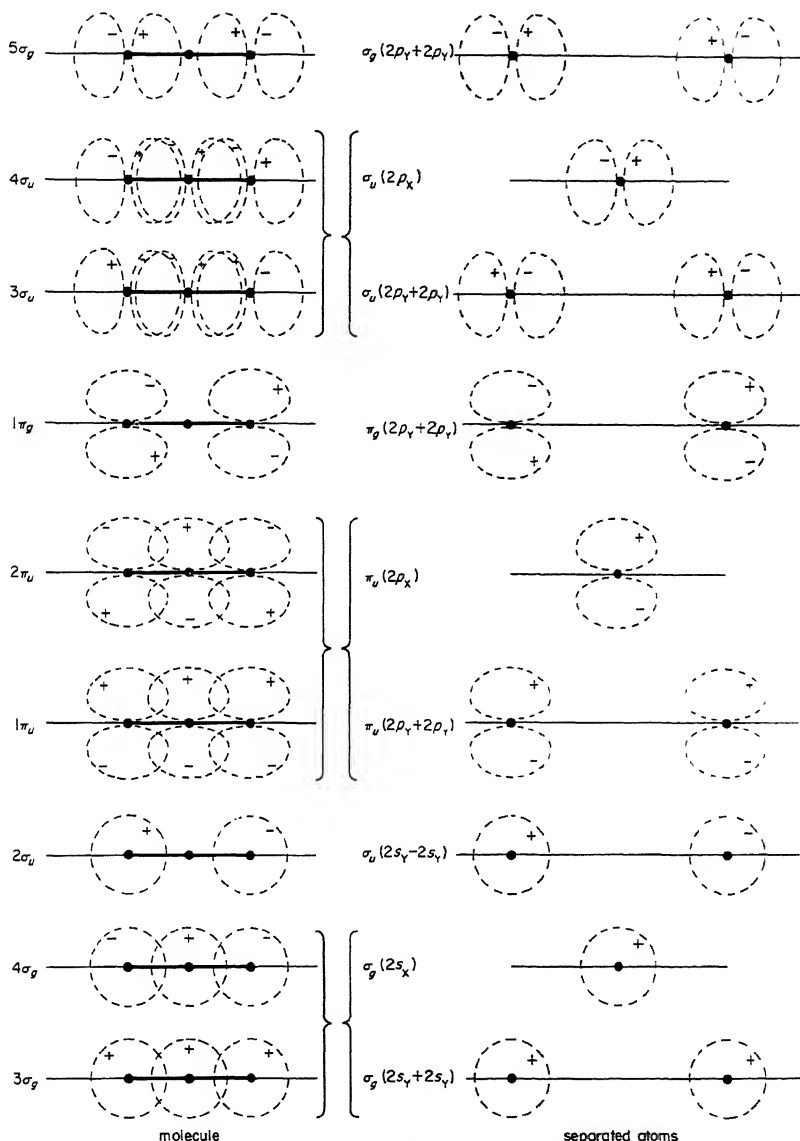 5σg − + + − σg(2pY+2pY) − + + −
4σu − + σu(2pX) − +
3σu + − σu(2pY+2pY) + − + −
− + − +
1πg πg(2pY+2pY)
+ − + −
− + − +
2πu πu(2pX)
+ − + −
+ + + +
1πu πu(2pY+2pY)
− − − − −
+ − + −
2σu σu(2sY−2sY)
− + − +
4σg σg(2sX)
+ + + + +
3σg σg(2sY+2sY)
molecule separated atoms